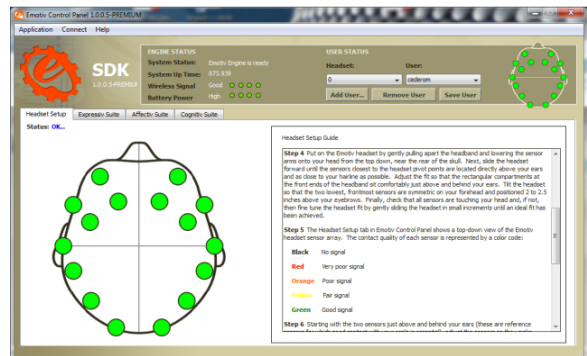 Emotiv Control Panel 1.0.0.5-PREMIUM
Application Connect Help
SDK
1.0.0.5-PREMIUM
ENGINE STATUS
System Status: Emotiv Engine is ready
System Up Time: 873.939
Wireless Signal Good
Battery Power High
USER STATUS
Headset: User:
0 cederom
Add User... Remove User Save User
Headset Setup Expressiv Suite Affectiv Suite Cognitiv Suite
Status: OK...
Headset Setup Guide
Step 4 Put on the Emotiv headset by gently pulling apart the headband and lowering the sensor
arms onto your head from the top down, near the rear of the skull. Next, slide the headset
forward until the sensors closest to the headset pivot points are located directly above your ears
and as close to your hairline as possible. Adjust the fit so that the rectangular compartments at
the front ends of the headband sit comfortably just above and behind your ears. Tilt the headset
so that the two lowest, frontmost sensors are symmetric on your forehead and positioned 2 to 2.5
inches above your eyebrows. Finally, check that all sensors are touching your head and, if not,
then fine tune the headset fit by gently sliding the headset in small increments until an ideal fit has
been achieved.
Step 5 The Headset Setup tab in Emotiv Control Panel shows a top-down view of the Emotiv
headset sensor array. The contact quality of each sensor is represented by a color code:
Black No signal
Red Very poor signal
Orange Poor signal
Yellow Fair signal
Green Good signal
Step 6 Starting with the two sensors just above and behind your ears (these are reference